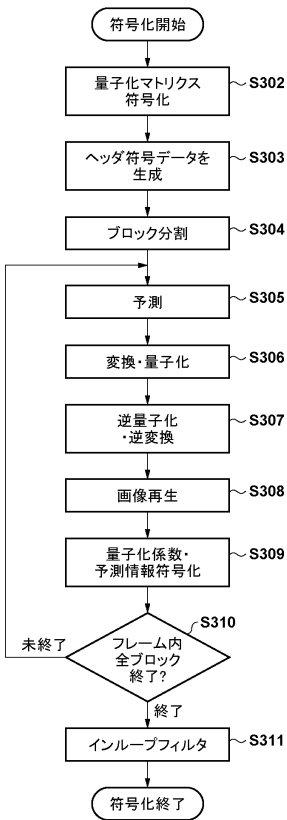 符号化開始
量子化マトリクス
符号化
S302
ヘッダ符号データを
生成
S303
ブロック分割
S304
予測
S305
変換・量子化
S306
逆量子化
・逆変換
S307
画像再生
S308
量子化係数・
予測情報符号化
S309
S310
フレーム内
全ブロック
終了?
未終了
終了
インループフィルタ
S311
符号化終了